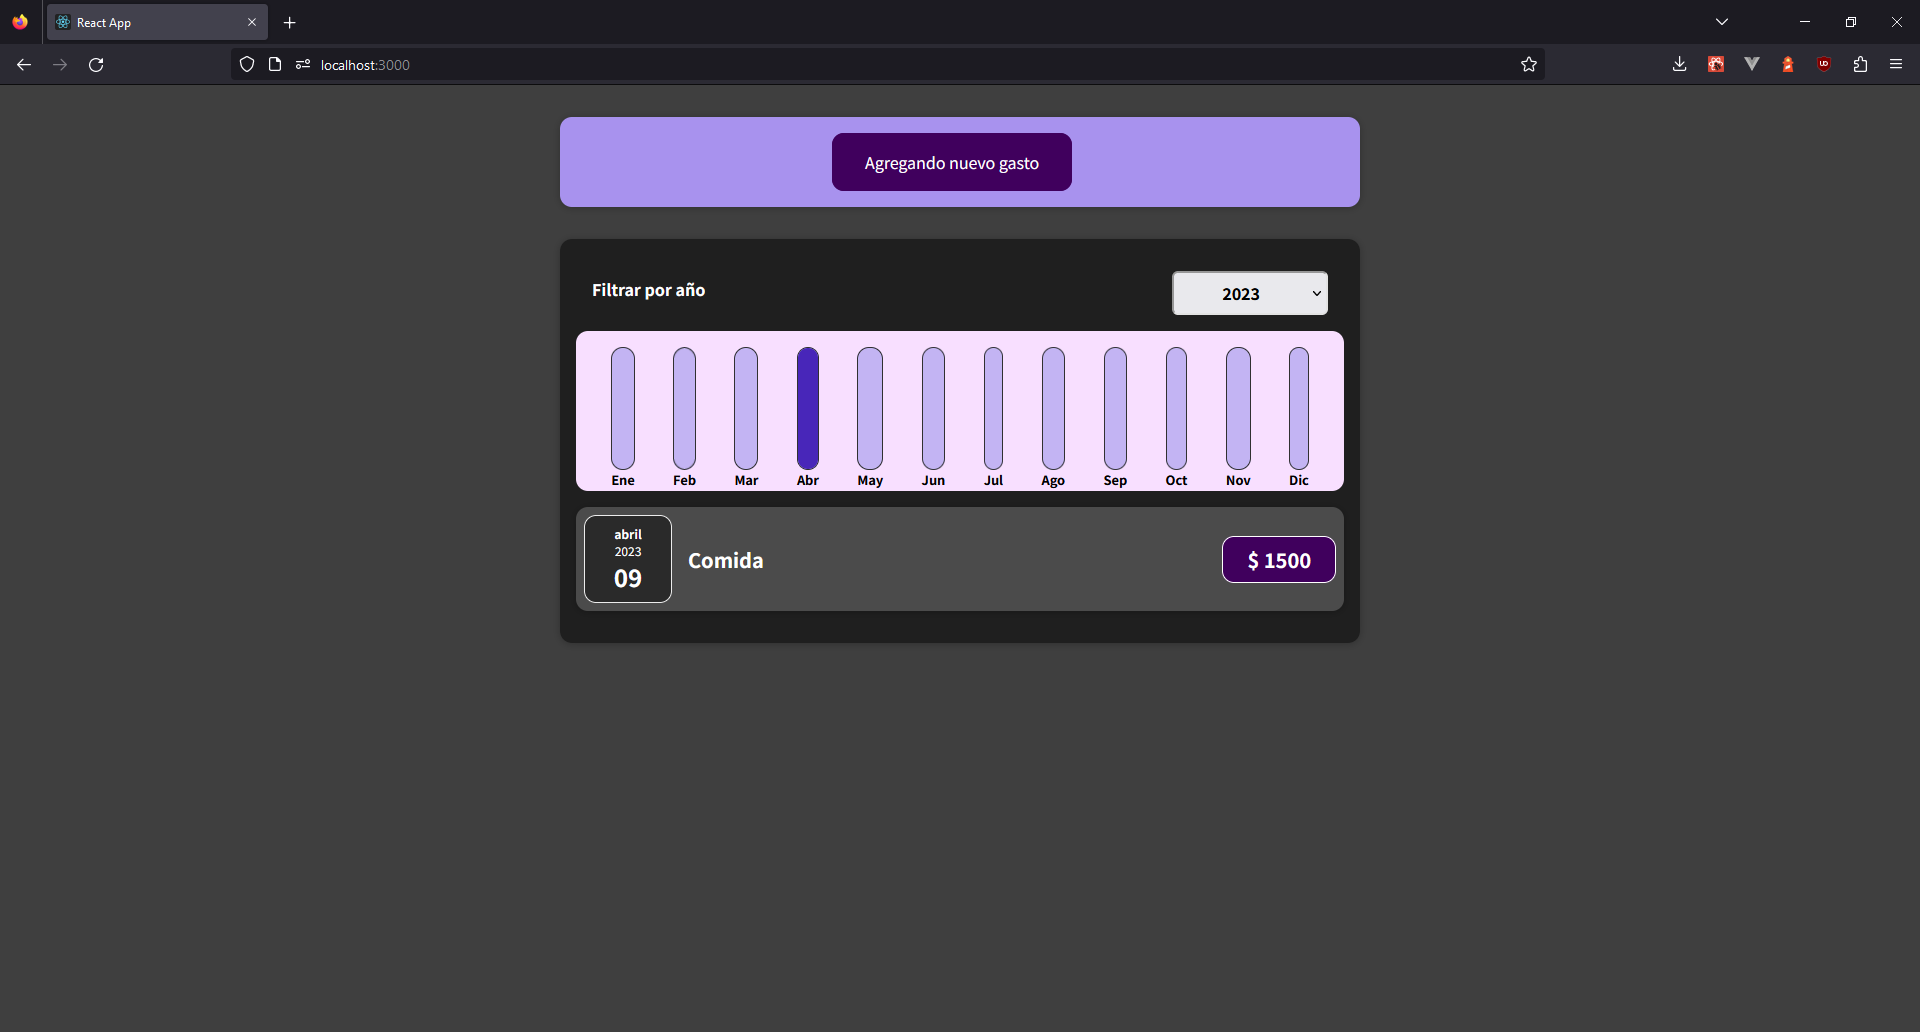 React App
localhost:3000
Agregando nuevo gasto
Filtrar por año
2023
Ene Feb Mar Abr May Jun Jul Ago Sep Oct Nov Dic
abril
2023
09
Comida
$ 1500